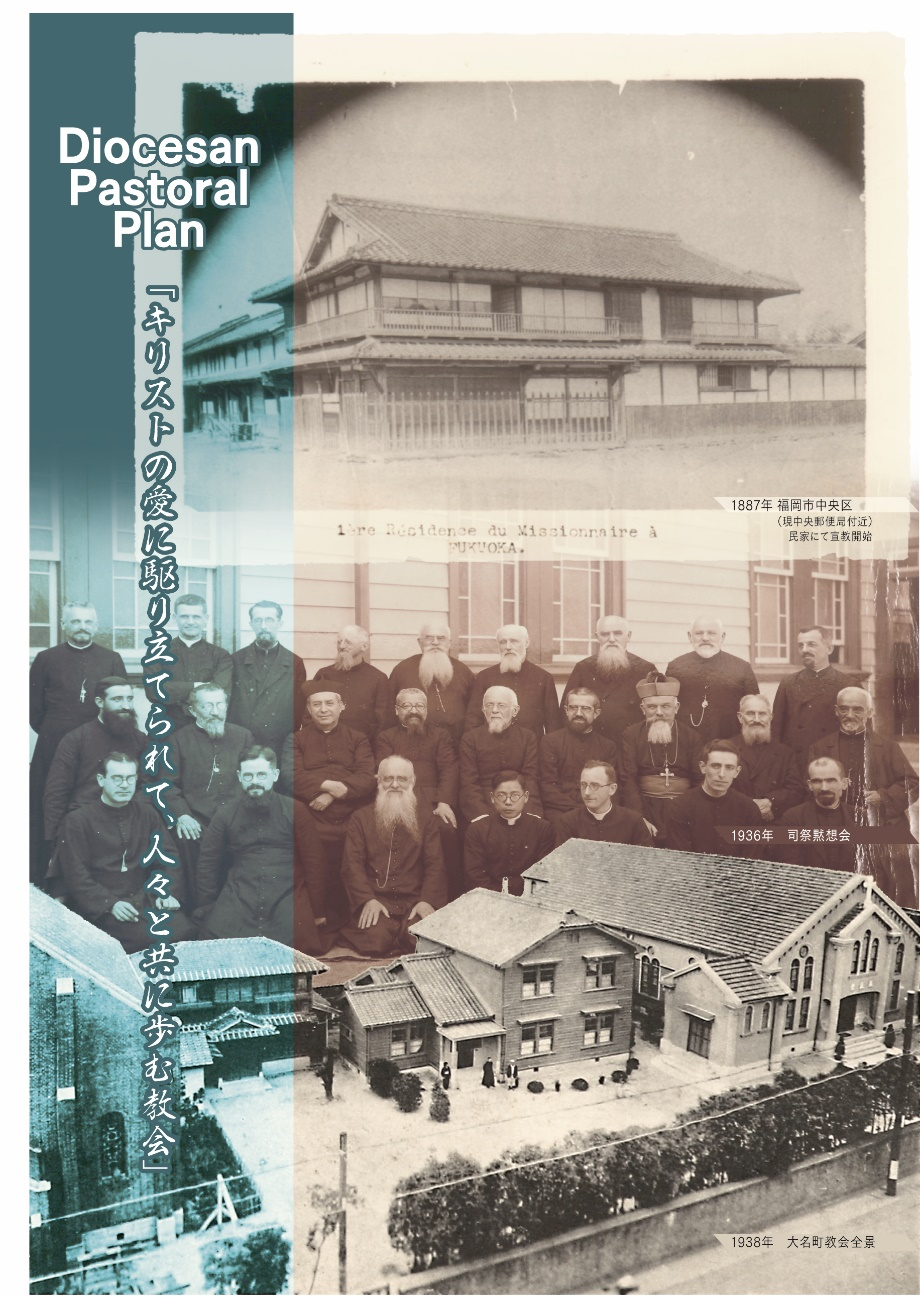 Diocesan
Pastoral
Plan
『キリストの愛に駆り立てられて、人々と共に歩む教会』
1887年 福岡市中央区
（現中央郵便局付近）
民家にて宣教開始
1ère Résidence du Missionnaire à
FUKUOKA.
1936年　司祭黙想会
1938年　大名町教会全景